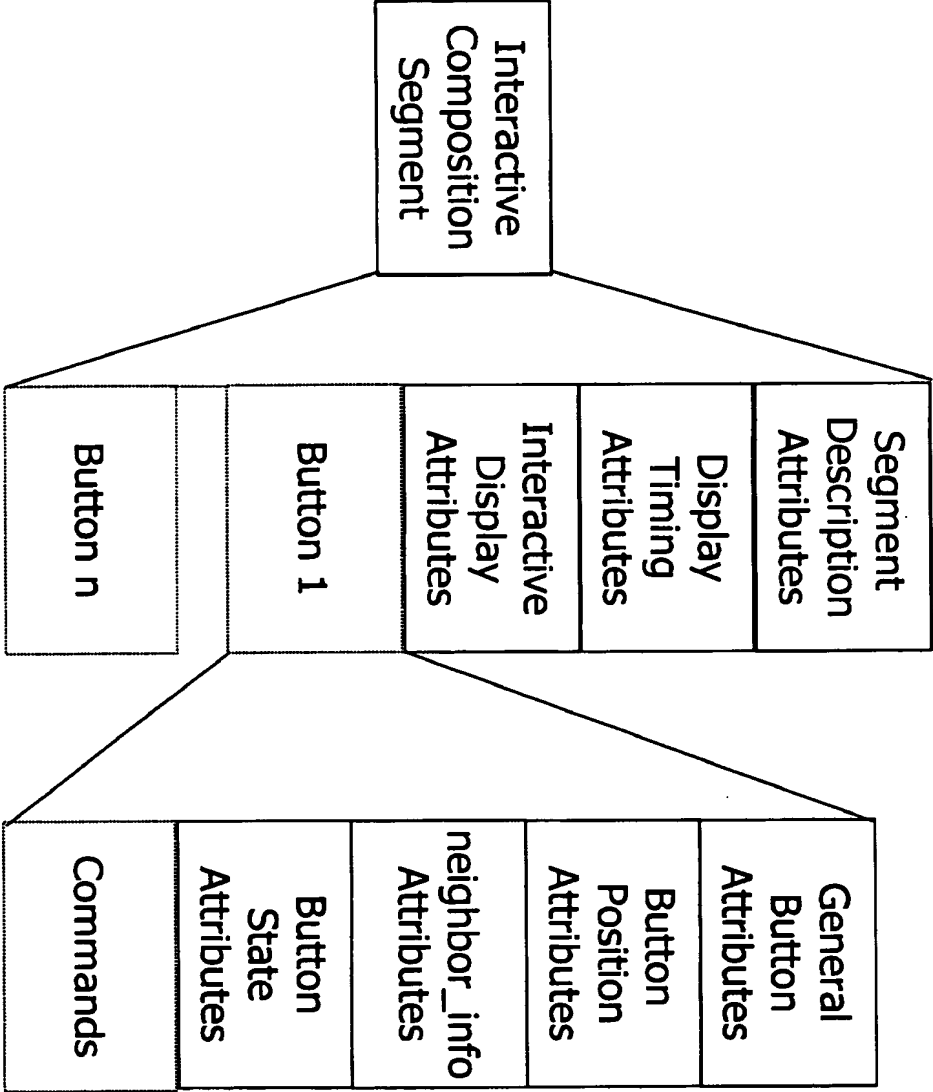 Interactive
Composition
Segment
Segment
Description
Attributes
Display
Timing
Attributes
Interactive
Display
Attributes
Button 1
Button n
General
Button
Attributes
Button
Position
Attributes
neighbor_info
Attributes
Button
State
Attributes
Commands